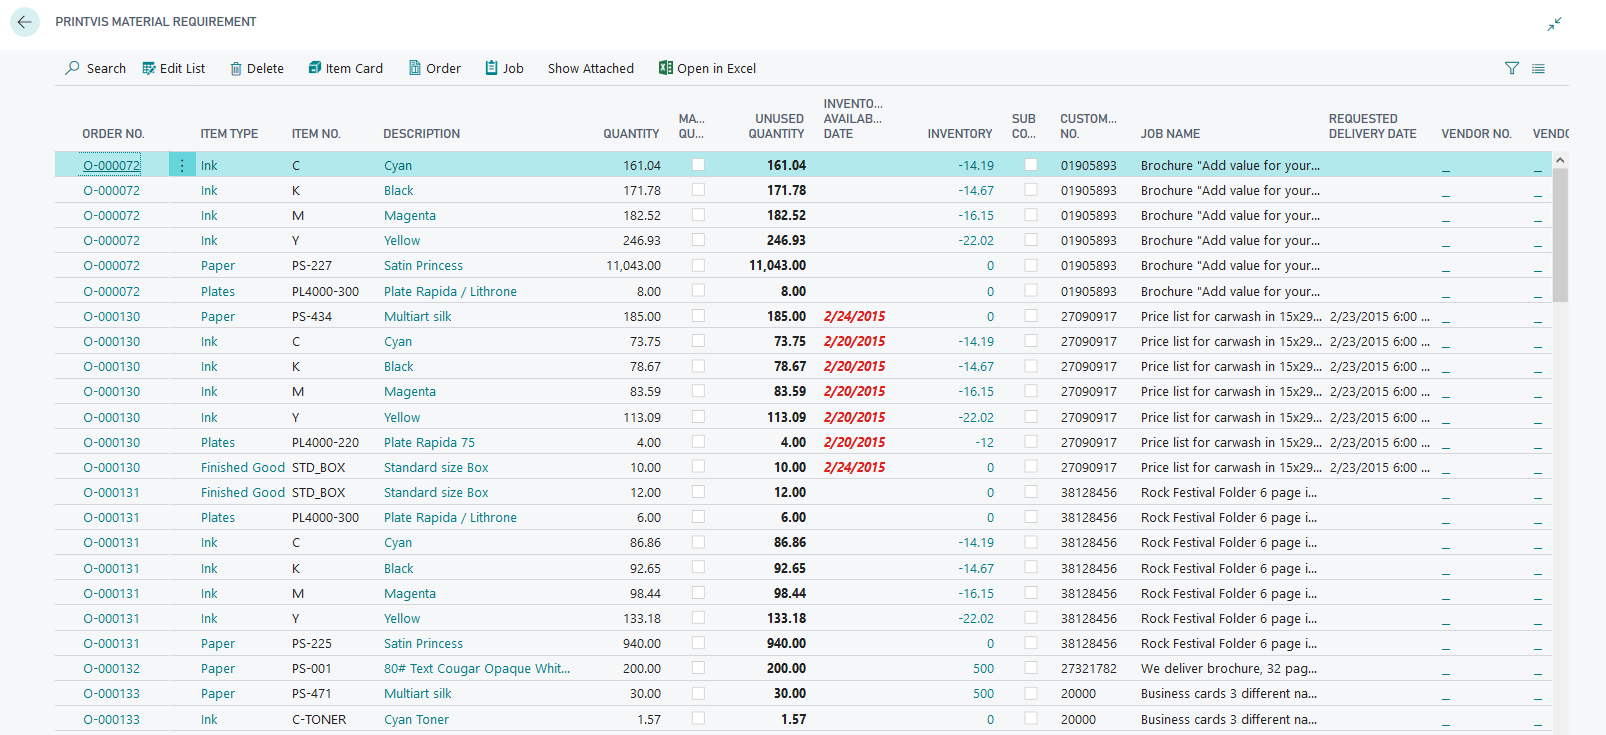 PRINTVIS MATERIAL REQUIREMENT
Search Edit List Delete Item Card Order Job Show Attached Open in Excel
ORDER NO. ITEM TYPE ITEM NO. DESCRIPTION QUANTITY MA... QU... UNUSED QUANTITY INVENTO... AVAILAB... DATE INVENTORY SUB CO... CUSTOM... NO. JOB NAME REQUESTED DELIVERY DATE VENDOR NO. VENDO
O-000072 Ink C Cyan 161.04 161.04 -14.19 01905893 Brochure "Add value for your... _ _
O-000072 Ink K Black 171.78 171.78 -14.67 01905893 Brochure "Add value for your... _ _
O-000072 Ink M Magenta 182.52 182.52 -16.15 01905893 Brochure "Add value for your... _ _
O-000072 Ink Y Yellow 246.93 246.93 -22.02 01905893 Brochure "Add value for your... _ _
O-000072 Paper PS-227 Satin Princess 11,043.00 11,043.00 0 01905893 Brochure "Add value for your... _ _
O-000072 Plates PL4000-300 Plate Rapida / Lithrone 8.00 8.00 0 01905893 Brochure "Add value for your... _ _
O-000130 Paper PS-434 Multiart silk 185.00 185.00 2/24/2015 0 27090917 Price list for carwash in 15x29... 2/23/2015 6:00 ... _ _
O-000130 Ink C Cyan 73.75 73.75 2/20/2015 -14.19 27090917 Price list for carwash in 15x29... 2/23/2015 6:00 ... _ _
O-000130 Ink K Black 78.67 78.67 2/20/2015 -14.67 27090917 Price list for carwash in 15x29... 2/23/2015 6:00 ... _ _
O-000130 Ink M Magenta 83.59 83.59 2/20/2015 -16.15 27090917 Price list for carwash in 15x29... 2/23/2015 6:00 ... _ _
O-000130 Ink Y Yellow 113.09 113.09 2/20/2015 -22.02 27090917 Price list for carwash in 15x29... 2/23/2015 6:00 ... _ _
O-000130 Plates PL4000-220 Plate Rapida 75 4.00 4.00 2/20/2015 -12 27090917 Price list for carwash in 15x29... 2/23/2015 6:00 ... _ _
O-000130 Finished Good STD_BOX Standard size Box 10.00 10.00 2/24/2015 0 27090917 Price list for carwash in 15x29... 2/23/2015 6:00 ... _ _
O-000131 Finished Good STD_BOX Standard size Box 12.00 12.00 0 38128456 Rock Festival Folder 6 page i... _ _
O-000131 Plates PL4000-300 Plate Rapida / Lithrone 6.00 6.00 0 38128456 Rock Festival Folder 6 page i... _ _
O-000131 Ink C Cyan 86.86 86.86 -14.19 38128456 Rock Festival Folder 6 page i... _ _
O-000131 Ink K Black 92.65 92.65 -14.67 38128456 Rock Festival Folder 6 page i... _ _
O-000131 Ink M Magenta 98.44 98.44 -16.15 38128456 Rock Festival Folder 6 page i... _ _
O-000131 Ink Y Yellow 133.18 133.18 -22.02 38128456 Rock Festival Folder 6 page i... _ _
O-000131 Paper PS-225 Satin Princess 940.00 940.00 0 38128456 Rock Festival Folder 6 page i... _ _
O-000132 Paper PS-001 80# Text Cougar Opaque Whit... 200.00 200.00 500 27321782 We deliver brochure, 32 pag... _ _
O-000133 Paper PS-471 Multiart silk 30.00 30.00 500 20000 Business cards 3 different na... _ _
O-000133 Ink C-TONER Cyan Toner 1.57 1.57 0 20000 Business cards 3 different na... _ _